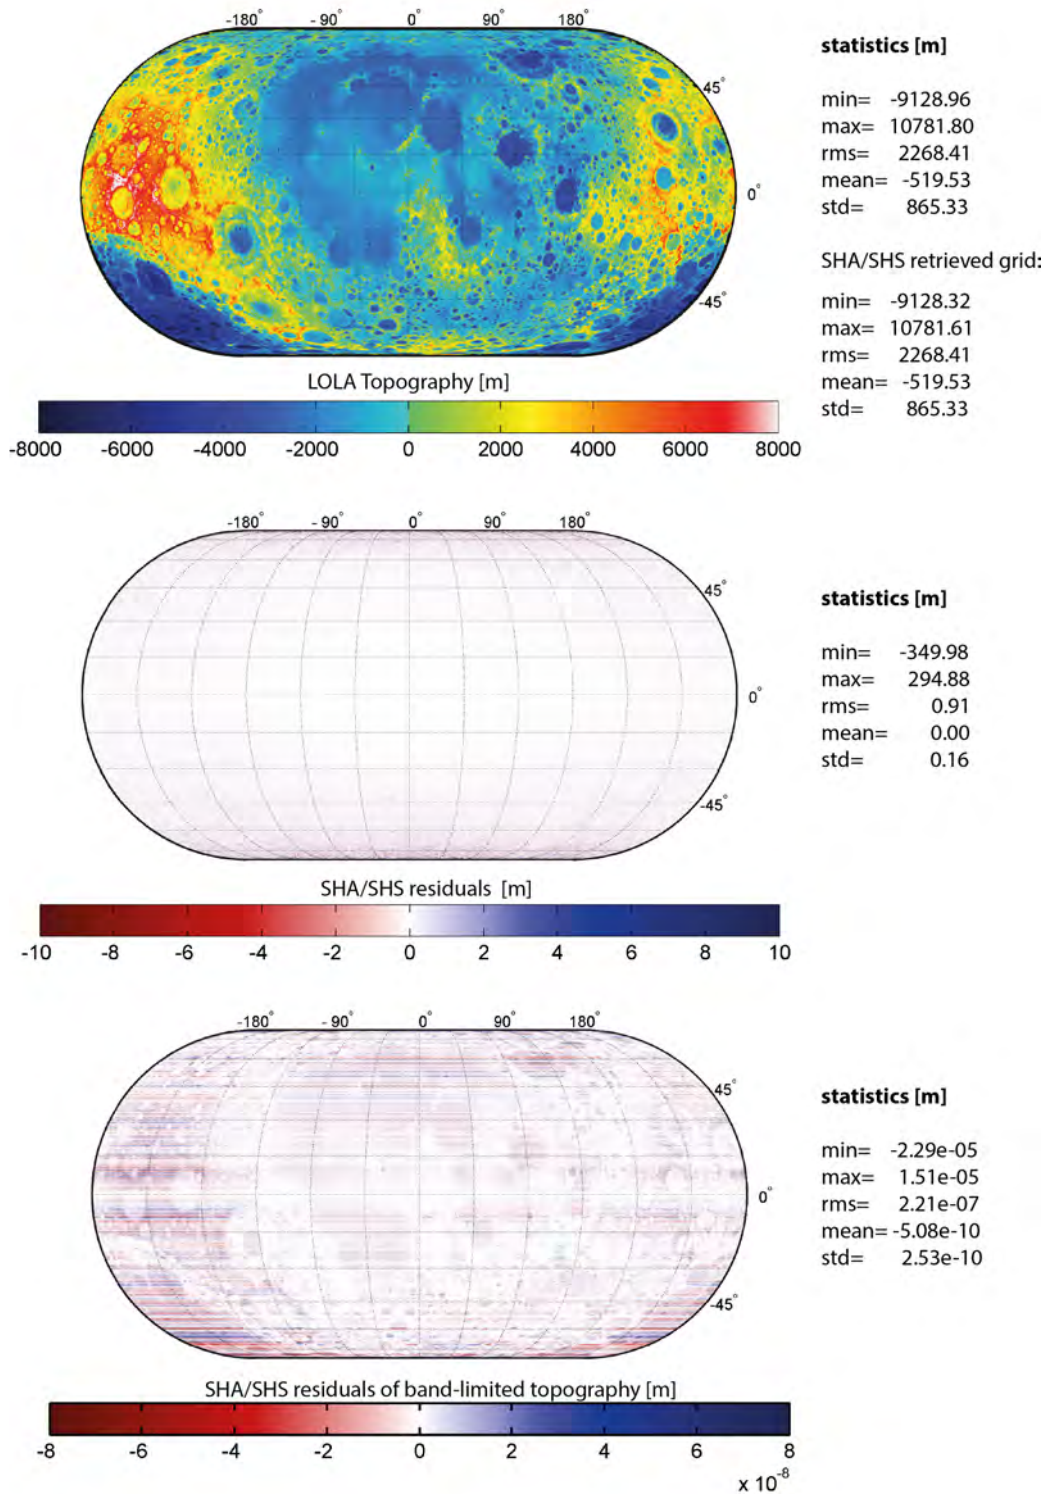 -180° -90° 0° 90° 180°
45°
0°
-45°
statistics [m]
min= -9128.96
max= 10781.80
rms= 2268.41
mean= -519.53
std= 865.33
SHA/SHS retrieved grid:
min= -9128.32
max= 10781.61
rms= 2268.41
mean= -519.53
std= 865.33
LOLA Topography [m]
-8000 -6000 -4000 -2000 0 2000 4000 6000 8000
-180° -90° 0° 90° 180°
45°
0°
-45°
statistics [m]
min= -349.98
max= 294.88
rms= 0.91
mean= 0.00
std= 0.16
SHA/SHS residuals [m]
-10 -8 -6 -4 -2 0 2 4 6 8 10
-180° -90° 0° 90° 180°
45°
0°
-45°
statistics [m]
min= -2.29e-05
max= 1.51e-05
rms= 2.21e-07
mean= -5.08e-10
std= 2.53e-10
SHA/SHS residuals of band-limited topography [m]
-8 -6 -4 -2 0 2 4 6 8
x 10⁻⁸